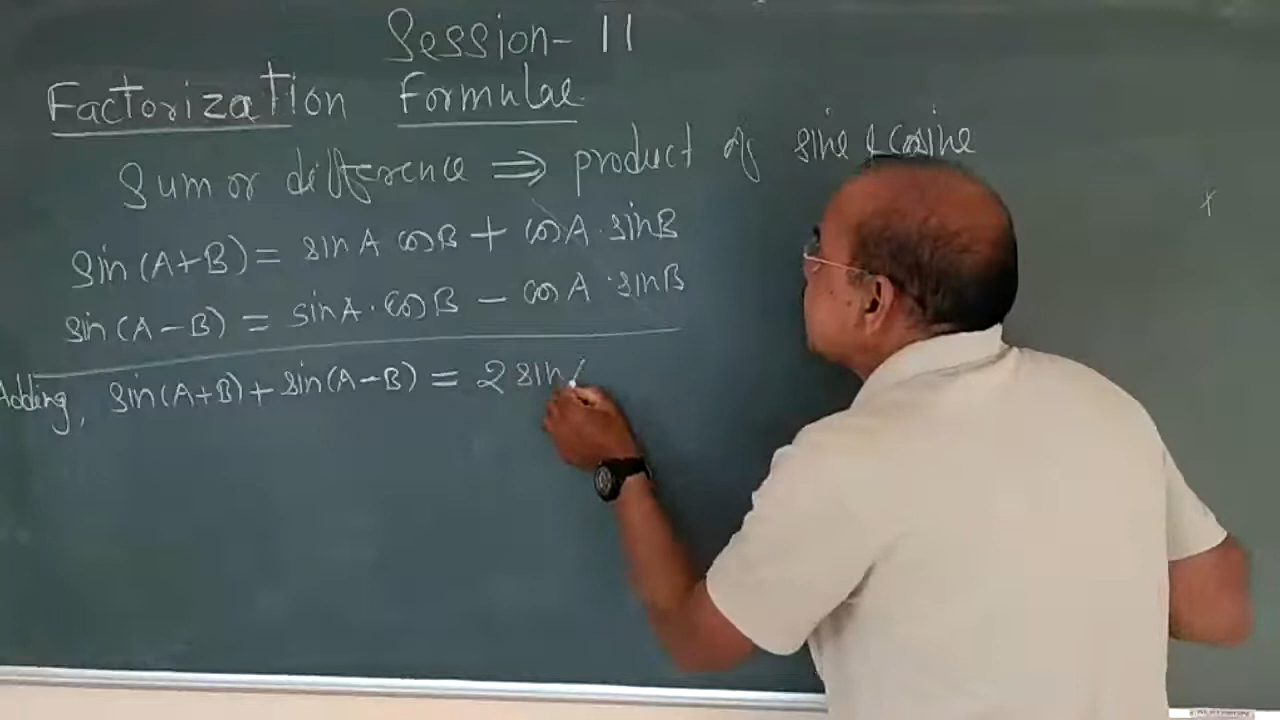 Session- 11
Factorization Formulae
Sum or difference ⇒ product of sine & cosine
sin(A+B) = sinA cosB + cosA·sinB
sin(A-B) = sinA·cosB - cosA·sinB
Adding, sin(A+B) + sin(A-B) = 2 sin